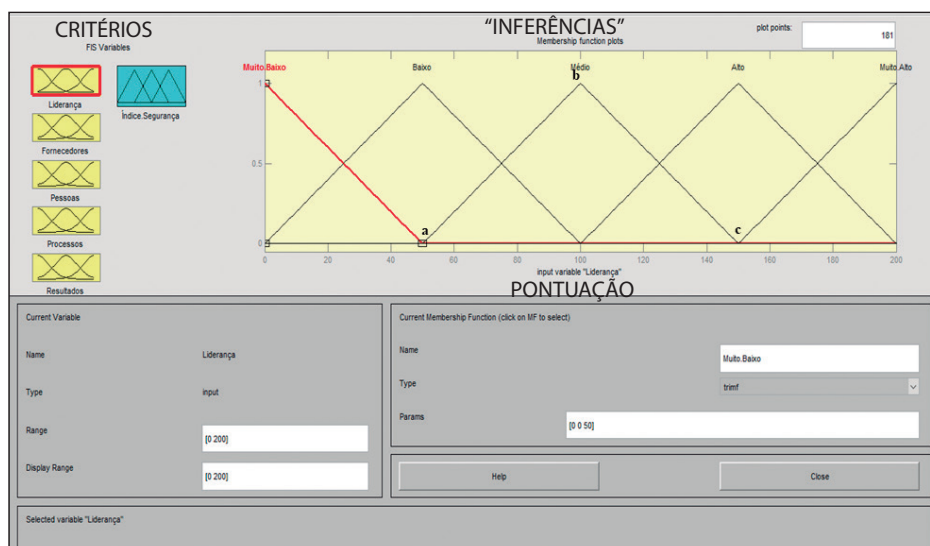 CRITÉRIOS
FIS Variables
Liderança
Índice.Segurança
Fornecedores
Pessoas
Processos
Resultados
“INFERÊNCIAS”
Membership function plots
plot points:
181
Muito.Baixo
Baixo
Médio
Alto
Muito.Alto
b
1
0.5
0
a
c
0
20
40
60
80
100
120
140
160
180
200
input variable "Liderança"
PONTUAÇÃO
Current Variable
Name
Liderança
Type
input
Range
[0 200]
Display Range
[0 200]
Current Membership Function (click on MF to select)
Name
Muito.Baixo
Type
trimf
Params
[0 0 50]
Help
Close
Selected variable "Liderança"